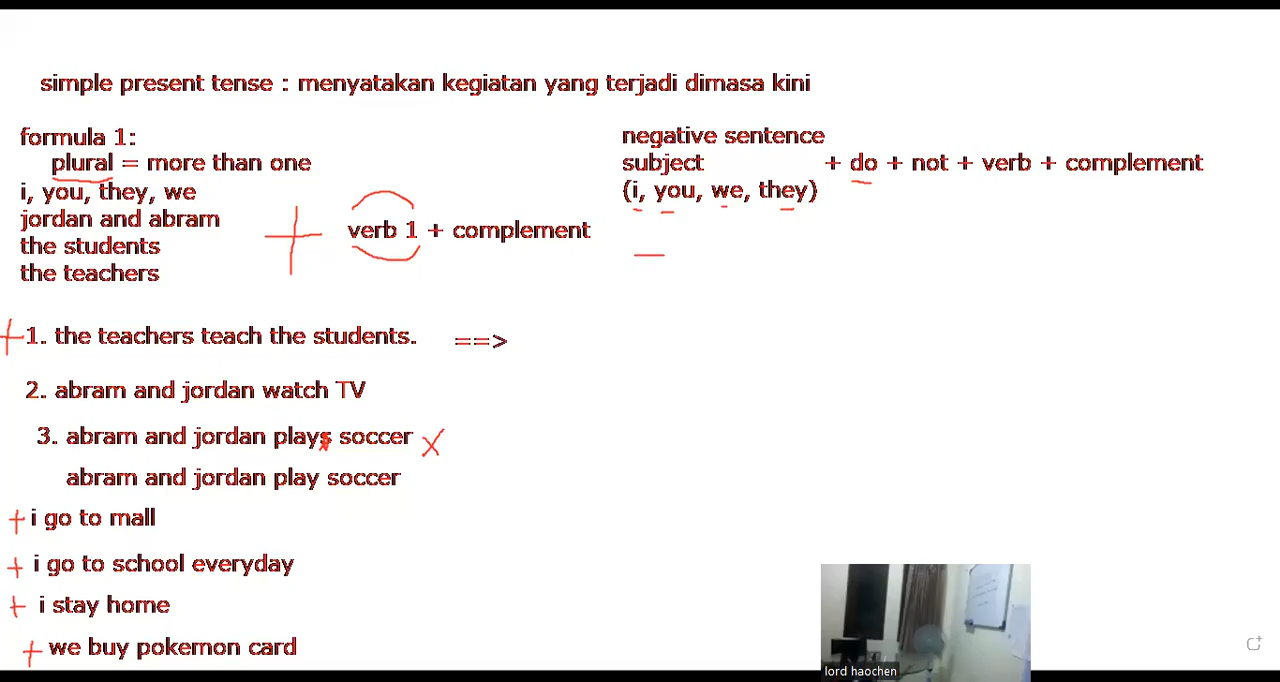 simple present tense : menyatakan kegiatan yang terjadi dimasa kini
formula 1:
plural = more than one
i, you, they, we
jordan and abram
the students
the teachers
+ verb 1 + complement
negative sentence
subject + do + not + verb + complement
(i, you, we, they)
—
+ 1. the teachers teach the students. ==>
2. abram and jordan watch TV
3. abram and jordan plays soccer X
abram and jordan play soccer
+ i go to mall
+ i go to school everyday
+ i stay home
+ we buy pokemon card
lord haochen